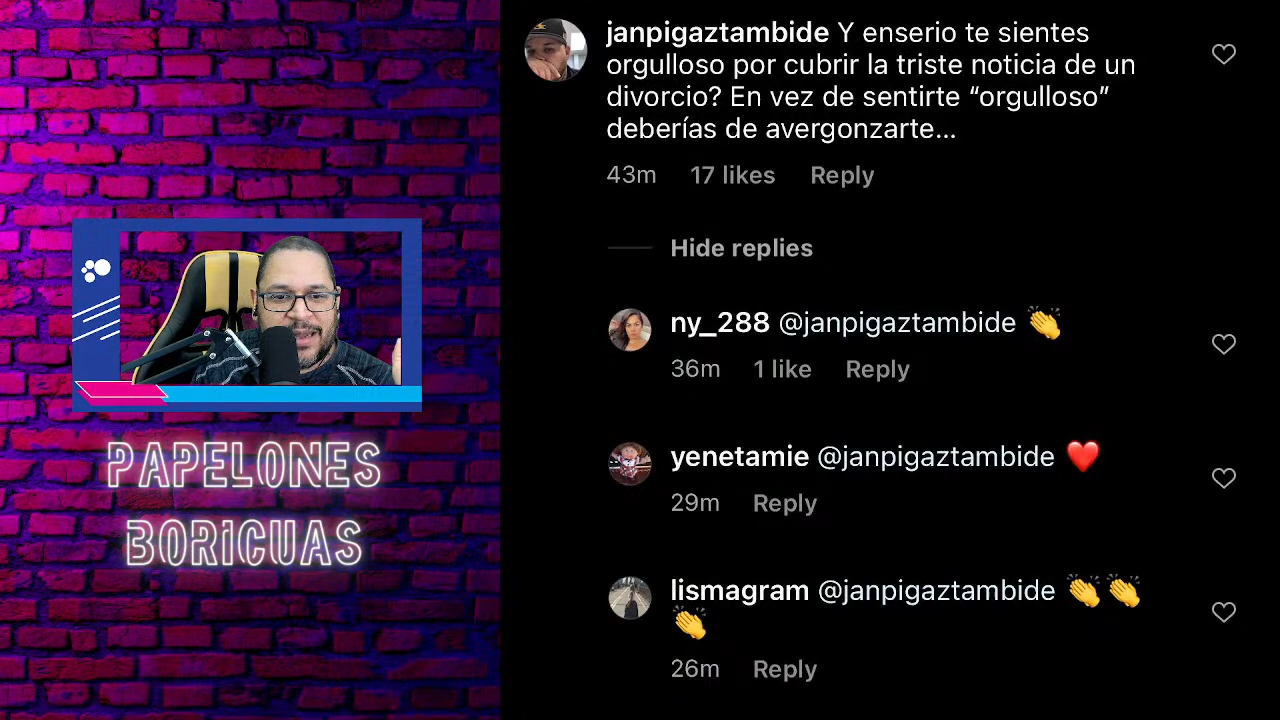 PAPELONES
BORICUAS
janpigaztambide Y enserio te sientes
orgulloso por cubrir la triste noticia de un
divorcio? En vez de sentirte “orgulloso”
deberías de avergonzarte...
43m 17 likes Reply
Hide replies
ny_288 @janpigaztambide 👏
36m 1 like Reply
yenetamie @janpigaztambide ❤️
29m Reply
lismagram @janpigaztambide 👏👏
👏
26m Reply